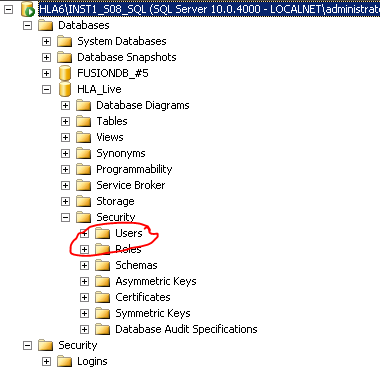 HLA6\INST1_S08_SQL (SQL Server 10.0.4000 - LOCALNET\administrato
Databases
System Databases
Database Snapshots
FUSIONDB_#5
HLA_Live
Database Diagrams
Tables
Views
Synonyms
Programmability
Service Broker
Storage
Security
Users
Roles
Schemas
Asymmetric Keys
Certificates
Symmetric Keys
Database Audit Specifications
Security
Logins